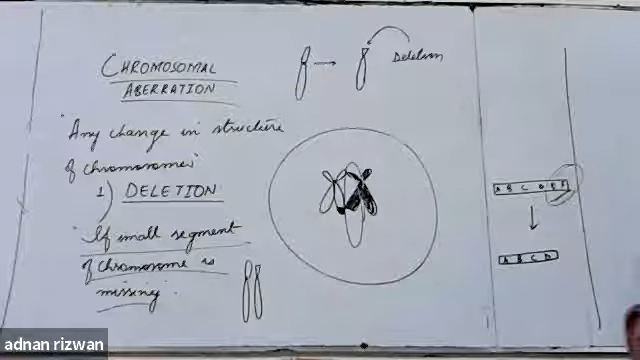 CHROMOSOMAL
ABERRATION
Deletion
"Any change in structure
of chromosomes"
1) DELETION
"If small segment
of chromosome is
missing".
A B C D E F
A B C D
adnan rizwan